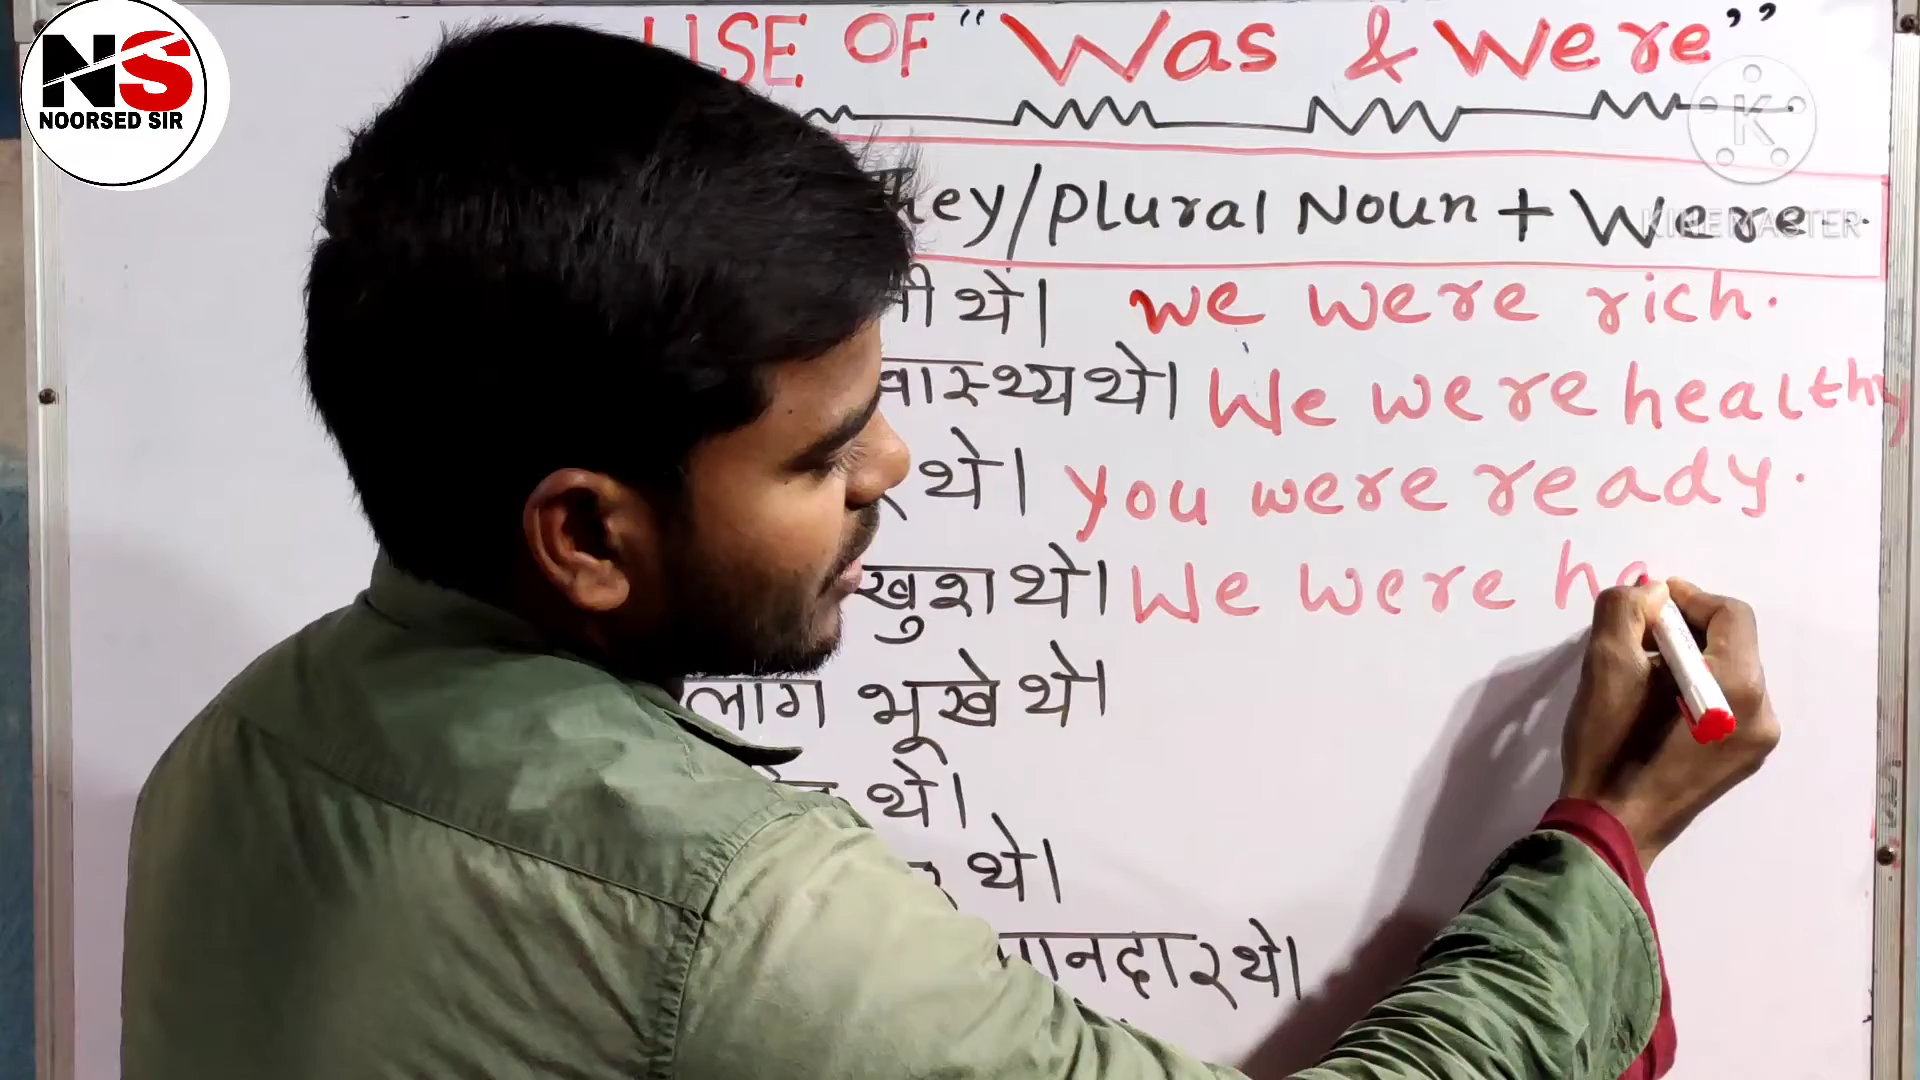 NS
NOORSED SIR
USE OF "Was & Were"
K
KINEMASTER
hey/Plural Noun + Were..
थे। We were rich.
थे। We were healthy
थे। you were ready.
खुश थे। We were ha
लोग भूखे थे।
थे।
थे।
थे।